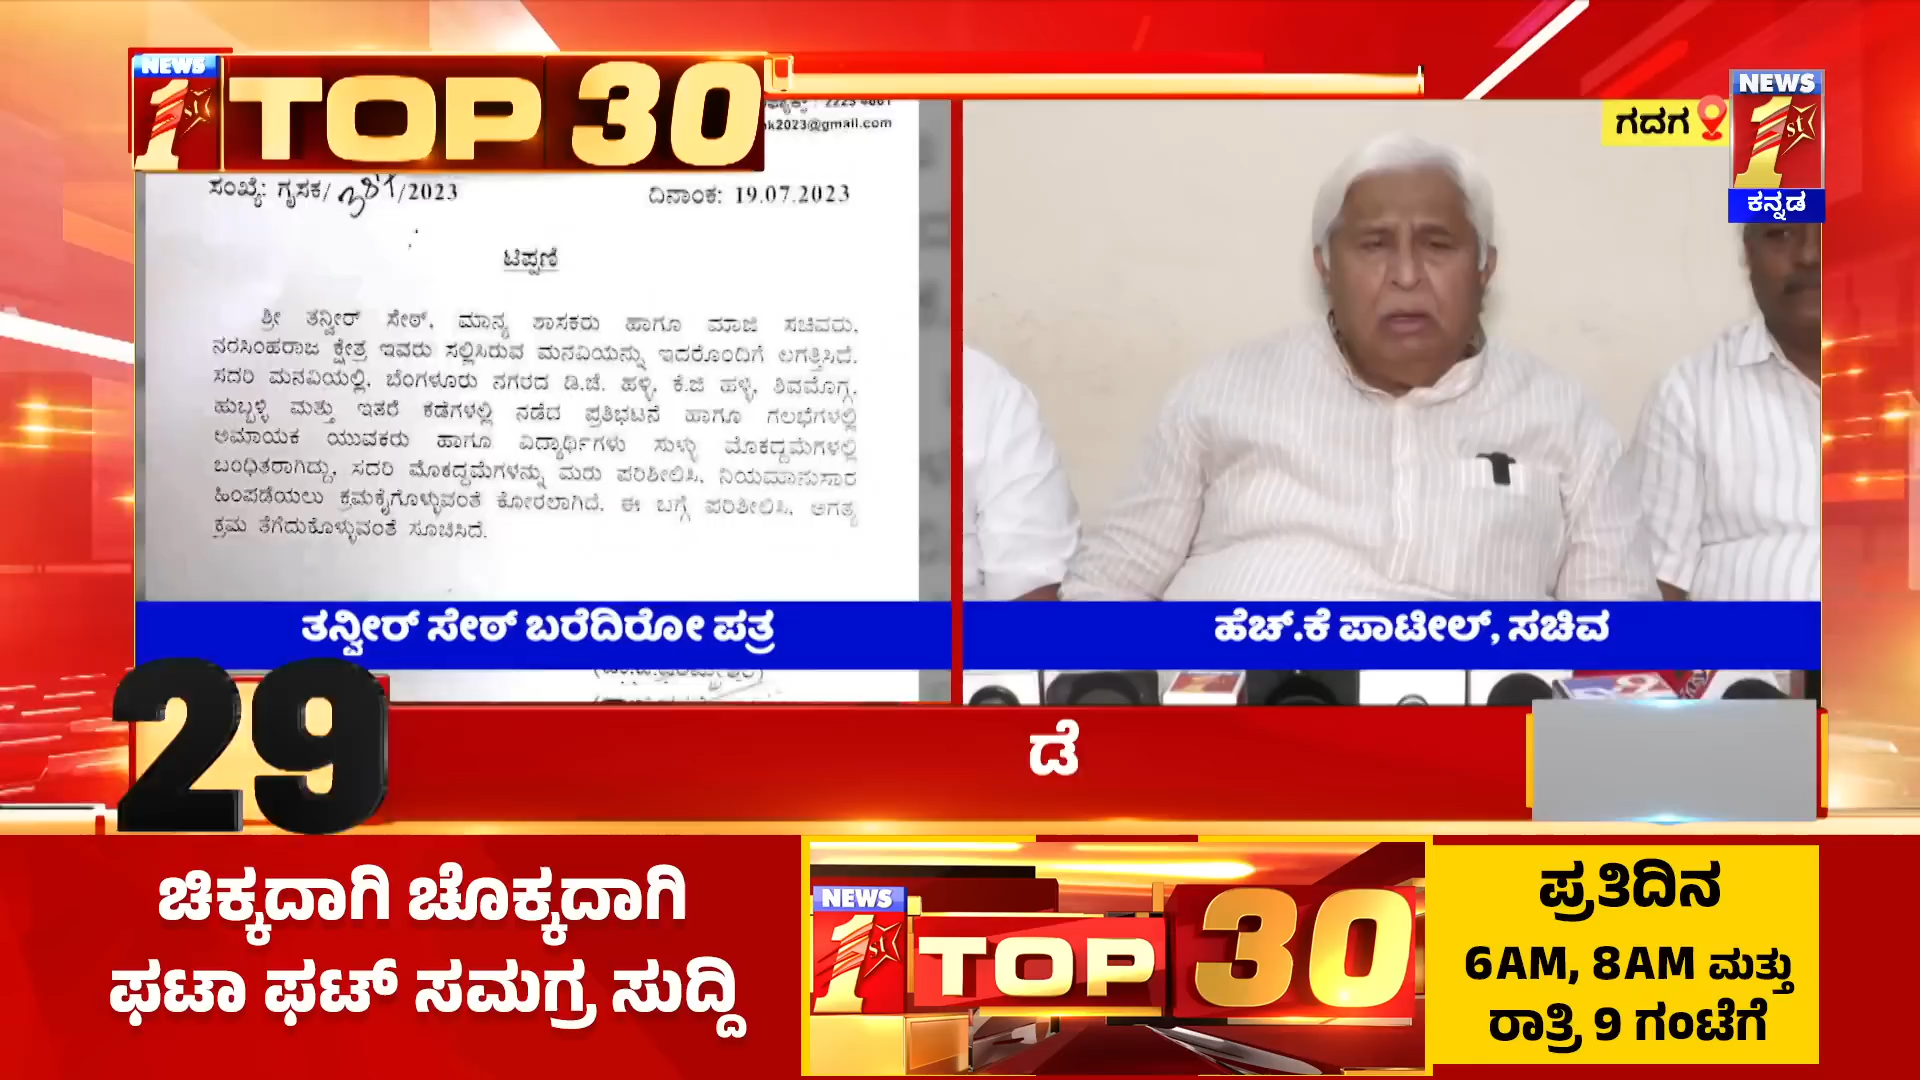 NEWS
1st
TOP 30
2225 4861
nk2023@gmail.com
ಸಂಖ್ಯೆ: ಗೃಸಕ/381/2023
ದಿನಾಂಕ: 19.07.2023
ಟಿಪ್ಪಣಿ
ಶ್ರೀ ತನ್ವೀರ್ ಸೇಠ್, ಮಾನ್ಯ ಶಾಸಕರು ಹಾಗೂ ಮಾಜಿ ಸಚಿವರು,
ನರಸಿಂಹರಾಜ ಕ್ಷೇತ್ರ ಇವರು ಸಲ್ಲಿಸಿರುವ ಮನವಿಯನ್ನು ಇದರೊಂದಿಗೆ ಲಗತ್ತಿಸಿದೆ.
ಸದರಿ ಮನವಿಯಲ್ಲಿ, ಬೆಂಗಳೂರು ನಗರದ ಡಿ.ಜೆ. ಹಳ್ಳಿ, ಕೆ.ಜಿ ಹಳ್ಳಿ, ಶಿವಮೊಗ್ಗ,
ಹುಬ್ಬಳ್ಳಿ ಮತ್ತು ಇತರೆ ಕಡೆಗಳಲ್ಲಿ ನಡೆದ ಪ್ರತಿಭಟನೆ ಹಾಗೂ ಗಲಭೆಗಳಲ್ಲಿ
ಅಮಾಯಕ ಯುವಕರು ಹಾಗೂ ವಿದ್ಯಾರ್ಥಿಗಳು ಸುಳ್ಳು ಮೊಕದ್ದಮೆಗಳಲ್ಲಿ
ಬಂಧಿತರಾಗಿದ್ದು, ಸದರಿ ಮೊಕದ್ದಮೆಗಳನ್ನು ಮರು ಪರಿಶೀಲಿಸಿ, ನಿಯಮಾನುಸಾರ
ಹಿಂಪಡೆಯಲು ಕ್ರಮಕೈಗೊಳ್ಳುವಂತೆ ಕೋರಲಾಗಿದೆ. ಈ ಬಗ್ಗೆ ಪರಿಶೀಲಿಸಿ, ಅಗತ್ಯ
ಕ್ರಮ ತೆಗೆದುಕೊಳ್ಳುವಂತೆ ಸೂಚಿಸಿದೆ.
ತನ್ವೀರ್ ಸೇಠ್ ಬರೆದಿರೋ ಪತ್ರ
ಗದಗ
NEWS
1st
ಕನ್ನಡ
ಹೆಚ್.ಕೆ ಪಾಟೀಲ್, ಸಚಿವ
29
ಡೆ
ಚಿಕ್ಕದಾಗಿ ಚೊಕ್ಕದಾಗಿ
ಫಟಾ ಫಟ್ ಸಮಗ್ರ ಸುದ್ದಿ
NEWS
1st
TOP 30
ಪ್ರತಿದಿನ
6AM, 8AM ಮತ್ತು
ರಾತ್ರಿ 9 ಗಂಟೆಗೆ